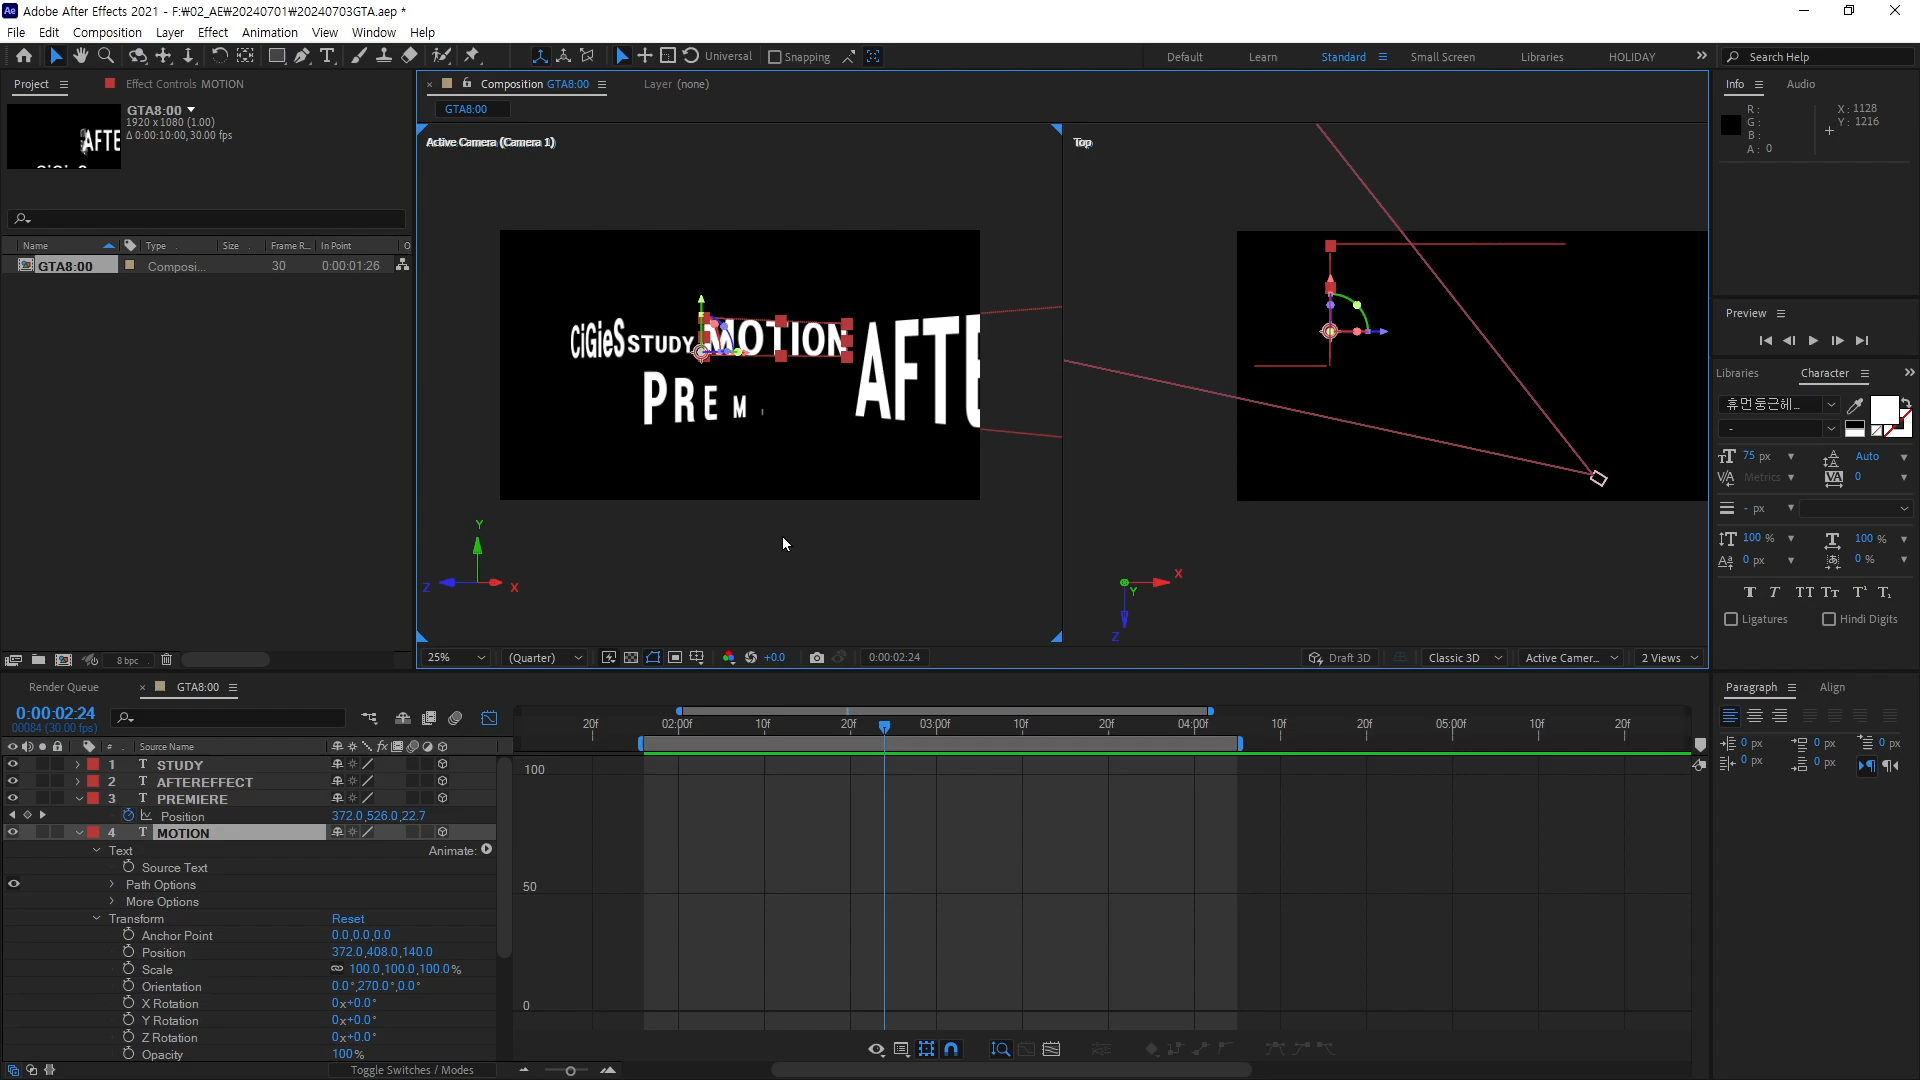 Adobe After Effects 2021 - F:₩02_AE₩20240701₩20240703GTA.aep *
File Edit Composition Layer Effect Animation View Window Help
Universal Snapping Default Learn Standard Small Screen Libraries HOLIDAY Search Help
Project Effect Controls MOTION
GTA8:00
1920 x 1080 (1.00)
Δ 0:00:10:00, 30.00 fps
Name Type Size Frame R... In Point
GTA8:00 Composi... 30 0:00:01:26
8 bpc
Composition GTA8:00 Layer (none)
GTA8:00
Active Camera (Camera 1)
Top
CiGieS STUDY MOTION AFTE
PREM
Y
Z X
X
Y
Z
25% (Quarter) +0.0 0:00:02:24 Draft 3D Classic 3D Active Camer... 2 Views
Info Audio
R:
G:
B:
A: 0
X: 1128
Y: 1216
Preview
Libraries Character
휴먼둥근헤...
-
75 px Auto
Metrics 0
- px
100 % 100 %
0 px 0 %
Ligatures Hindi Digits
Paragraph Align
0 px 0 px 0 px
0 px 0 px
Render Queue GTA8:00
0:00:02:24
00084 (30.00 fps)
# Source Name
1 T STUDY
2 T AFTEREFFECT
3 T PREMIERE
Position 372.0,526.0,22.7
4 T MOTION
Text Animate:
Source Text
Path Options
More Options
Transform Reset
Anchor Point 0.0,0.0,0.0
Position 372.0,408.0,140.0
Scale 100.0,100.0,100.0%
Orientation 0.0°,270.0°,0.0°
X Rotation 0x+0.0°
Y Rotation 0x+0.0°
Z Rotation 0x+0.0°
Opacity 100%
Toggle Switches / Modes
20f 02:00f 10f 20f 03:00f 10f 20f 04:00f 10f 20f 05:00f 10f 20f
100
50
0